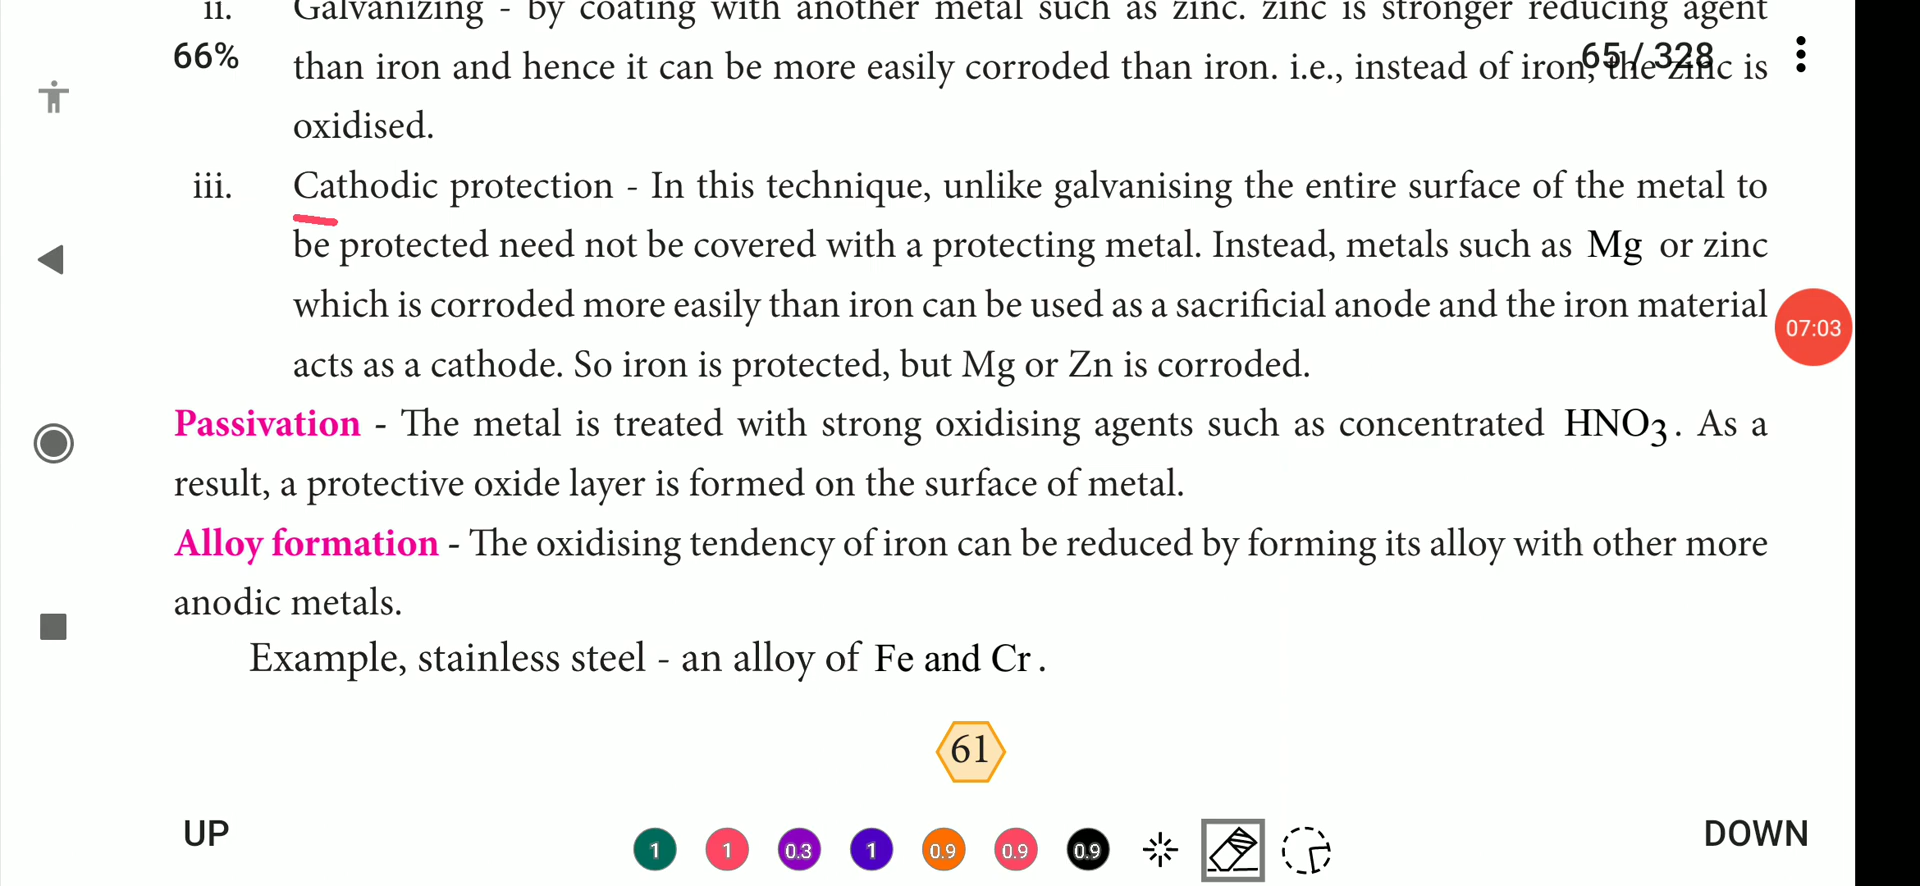 ii. Galvanizing - by coating with another metal such as zinc. zinc is stronger reducing agent
66%
65 / 328
than iron and hence it can be more easily corroded than iron. i.e., instead of iron, the zinc is
oxidised.
iii. Cathodic protection - In this technique, unlike galvanising the entire surface of the metal to
be protected need not be covered with a protecting metal. Instead, metals such as Mg or zinc
which is corroded more easily than iron can be used as a sacrificial anode and the iron material
07:03
acts as a cathode. So iron is protected, but Mg or Zn is corroded.
Passivation - The metal is treated with strong oxidising agents such as concentrated HNO3. As a
result, a protective oxide layer is formed on the surface of metal.
Alloy formation - The oxidising tendency of iron can be reduced by forming its alloy with other more
anodic metals.
Example, stainless steel - an alloy of Fe and Cr.
61
UP
DOWN
1 1 0.3 1 0.9 0.9 0.9